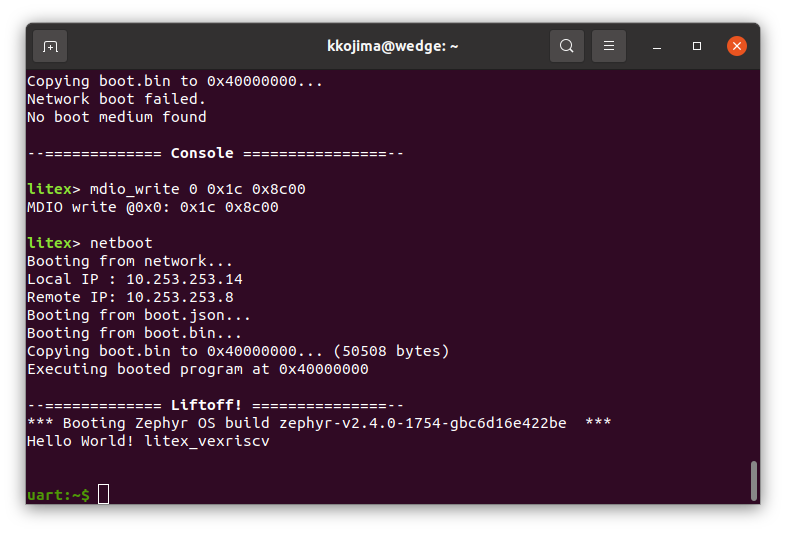 kkojima@wedge: ~
Copying boot.bin to 0x40000000...
Network boot failed.
No boot medium found
--============= Console ================--
litex> mdio_write 0 0x1c 0x8c00
MDIO write @0x0: 0x1c 0x8c00
litex> netboot
Booting from network...
Local IP : 10.253.253.14
Remote IP: 10.253.253.8
Booting from boot.json...
Booting from boot.bin...
Copying boot.bin to 0x40000000... (50508 bytes)
Executing booted program at 0x40000000
--============= Liftoff! ===============--
*** Booting Zephyr OS build zephyr-v2.4.0-1754-gbc6d16e422be  ***
Hello World! litex_vexriscv
uart:~$